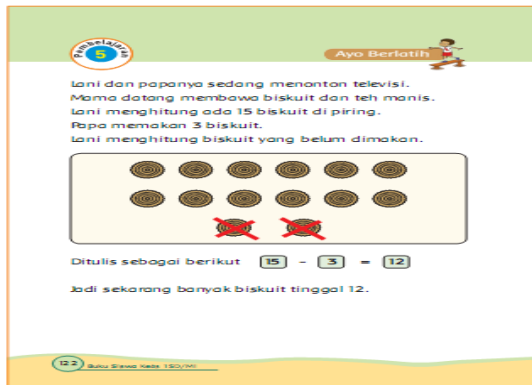 Pembelajaran
5
Ayo Berlatih
Lani dan papanya sedang menonton televisi.
Mama datang membawa biskuit dan teh manis.
Lani menghitung ada 15 biskuit di piring.
Papa memakan 3 biskuit.
Lani menghitung biskuit yang belum dimakan.
Ditulis sebagai berikut 15 - 3 = 12
Jadi sekarang banyak biskuit tinggal 12.
122 Buku Siswa Kelas 1 SD/MI